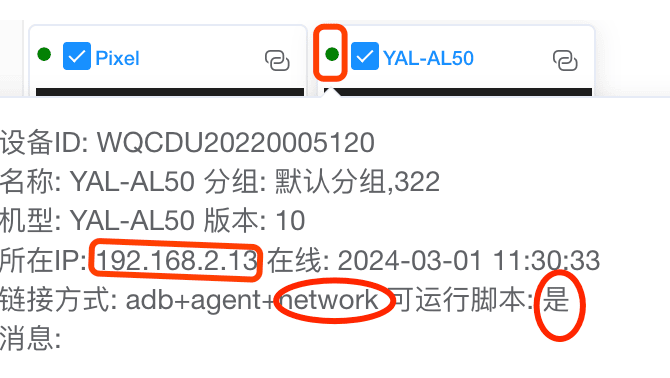 Pixel YAL-AL50
设备ID: WQCDU20220005120
名称: YAL-AL50 分组: 默认分组,322
机型: YAL-AL50 版本: 10
所在IP: 192.168.2.13 在线: 2024-03-01 11:30:33
链接方式: adb+agent+network 可运行脚本: 是
消息: